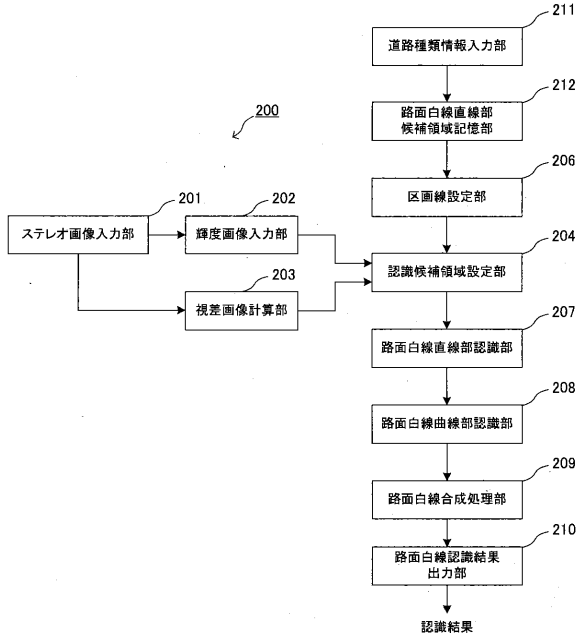 211
道路種類情報入力部
212
路面白線直線部
候補領域記憶部
200
206
区画線設定部
201
ステレオ画像入力部
202
輝度画像入力部
204
認識候補領域設定部
203
視差画像計算部
207
路面白線直線部認識部
208
路面白線曲線部認識部
209
路面白線合成処理部
210
路面白線認識結果
出力部
認識結果